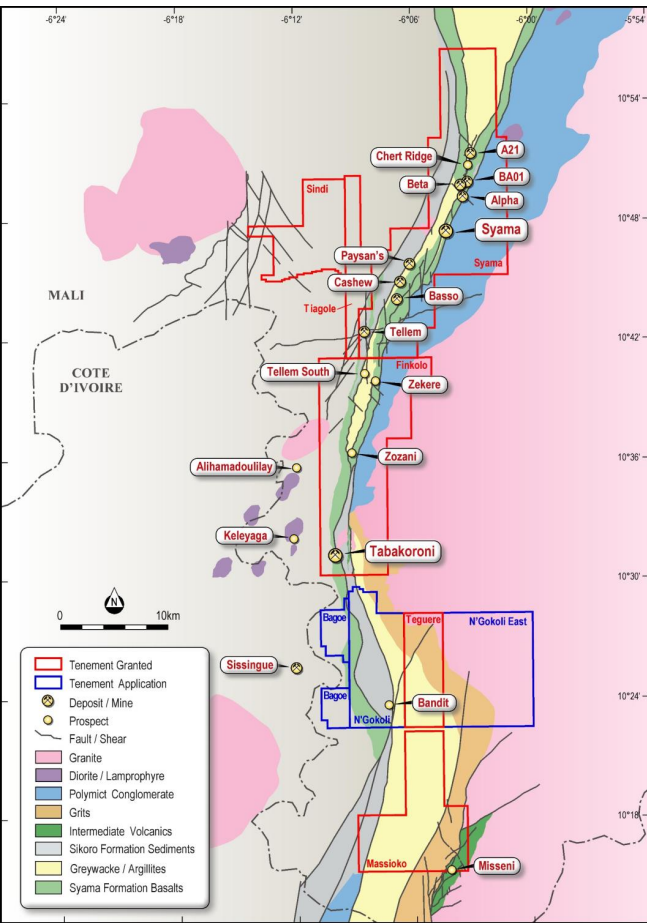 -6°24
-6°18
-6°12
-6°06
-6°00
-5°54
10°54
A21
Chert Ridge
BA01
Beta
Alpha
Sindi
10°48
Syama
Paysan's
Syama
Cashew
MALI
Tiagole
Basso
10°42
Tellem
COTE
D'IVOIRE
Tellem South
Finkolo
Zekere
Zozani
10°36
Alihamadoulilay
Keleyaga
Tabakoroni
10°30
N
0
10km
Bagoe
Teguere
N'Gokoli East
Sissingue
10°24
Bagoe
Bandit
N'Gokoli
10°18
Massioko
Misseni
Tenement Granted
Tenement Application
Deposit / Mine
Prospect
Fault / Shear
Granite
Diorite / Lamprophyre
Polymict Conglomerate
Grits
Intermediate Volcanics
Sikoro Formation Sediments
Greywacke / Argillites
Syama Formation Basalts